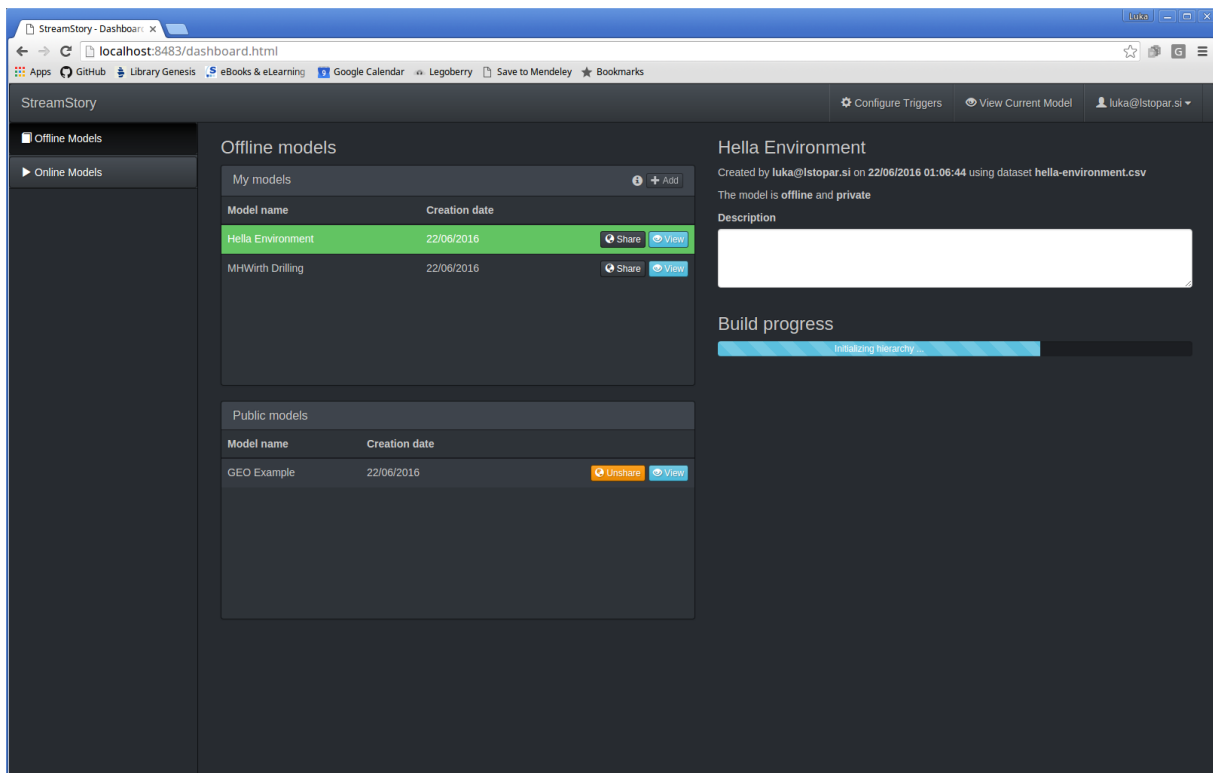 Luka
StreamStory - Dashboard
localhost:8483/dashboard.html
Apps GitHub Library Genesis eBooks & eLearning Google Calendar Legoberry Save to Mendeley Bookmarks
StreamStory Configure Triggers View Current Model luka@lstopar.si
Offline Models
Online Models
Offline models
My models Add
Model name Creation date
Hella Environment 22/06/2016 Share View
MHWirth Drilling 22/06/2016 Share View
Public models
Model name Creation date
GEO Example 22/06/2016 Unshare View
Hella Environment
Created by luka@lstopar.si on 22/06/2016 01:06:44 using dataset hella-environment.csv
The model is offline and private
Description
Build progress
Initializing hierarchy ...